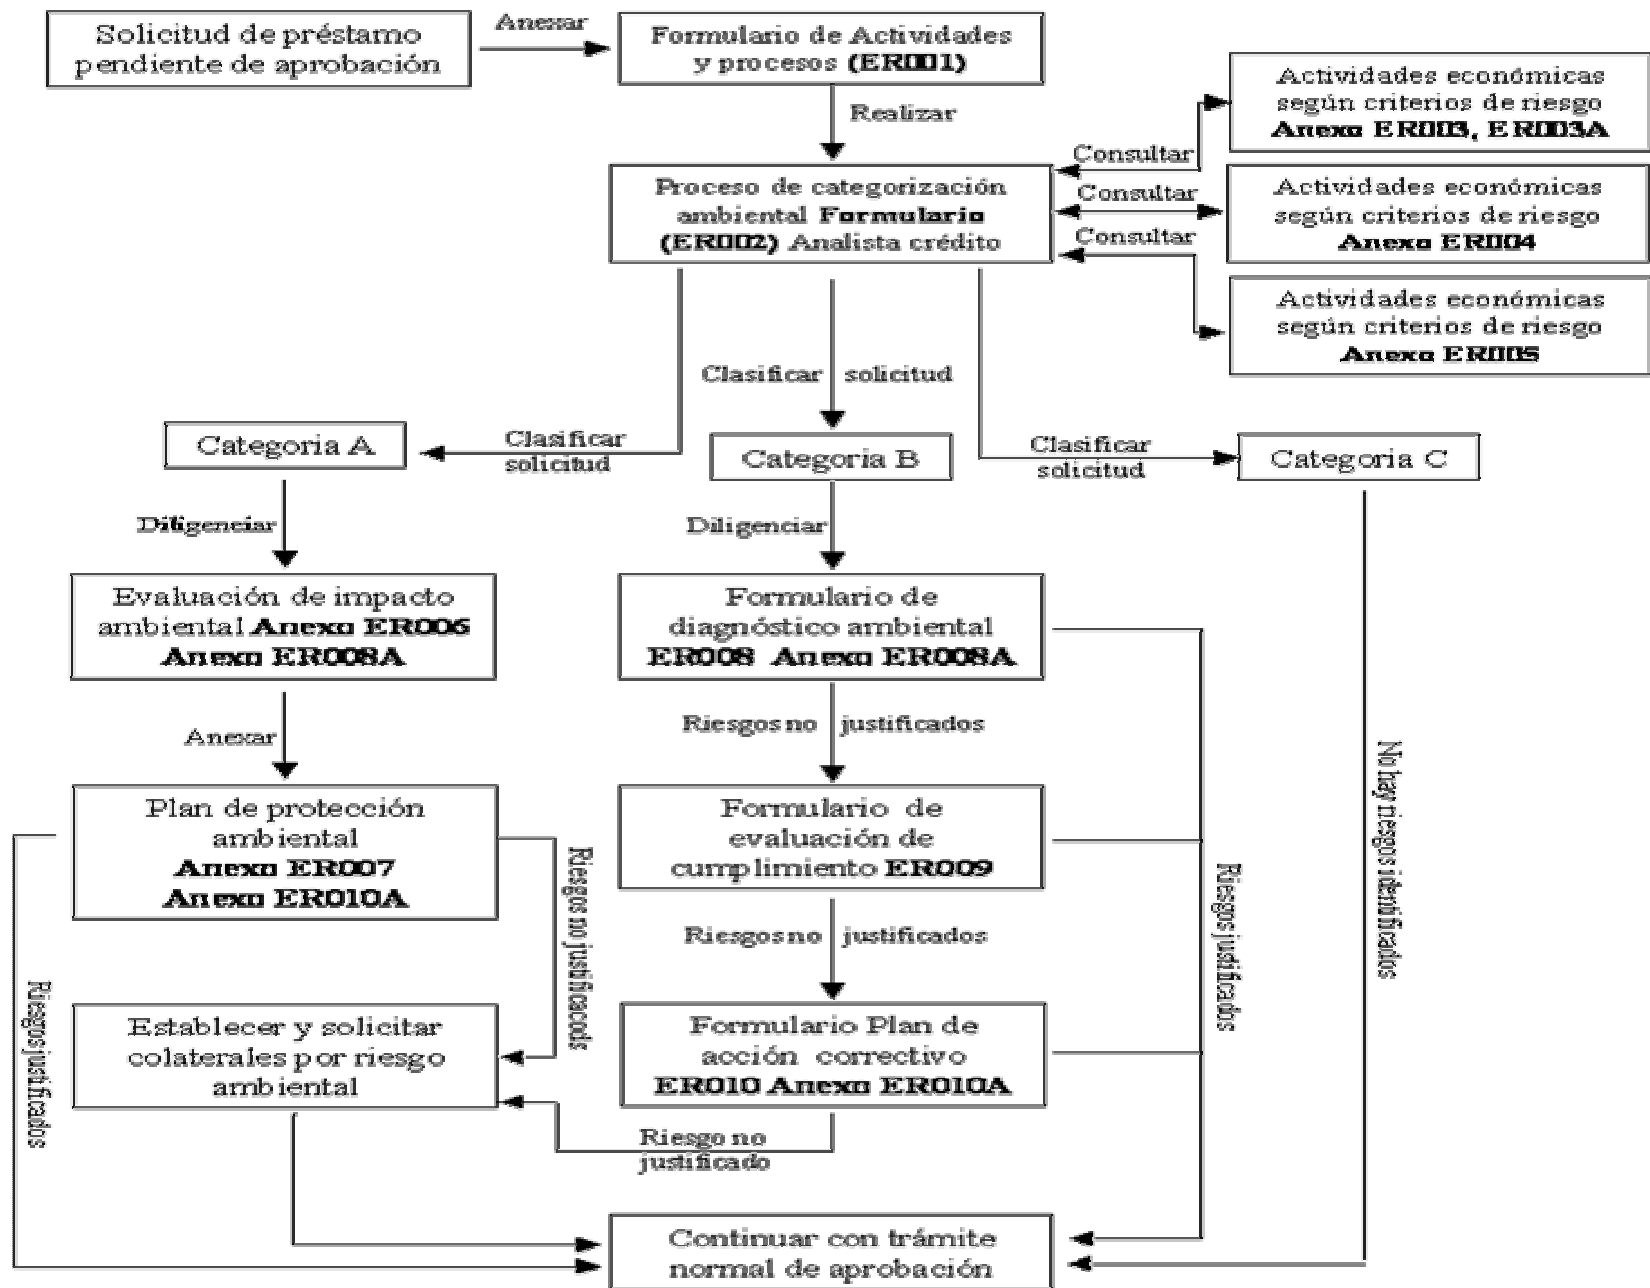 Solicitud de préstamo
pendiente de aprobación
Anexar
Formulario de Actividades
y procesos (ER001)
Realizar
Actividades económicas
según criterios de riesgo
Anexo ER003, ER003A
Consultar
Proceso de categorización
ambiental Formulario
(ER002) Analista crédito
Consultar
Actividades económicas
según criterios de riesgo
Anexo ER004
Consultar
Actividades económicas
según criterios de riesgo
Anexo ER005
Clasificar solicitud
Categoria A
Clasificar
solicitud
Categoria B
Clasificar
solicitud
Categoria C
Diligenciar
Diligenciar
Evaluación de impacto
ambiental Anexo ER006
Anexo ER008A
Formulario de
diagnóstico ambiental
ER008 Anexo ER008A
Anexar
Riesgos no justificados
Plan de protección
ambiental
Anexo ER007
Anexo ER010A
Formulario de
evaluación de
cumplimiento ER009
No hay riesgos identificados
Riesgos no justificacods
Riesgos justificados
Riesgos no justificados
Riesgos justificados
Establecer y solicitar
colaterales por riesgo
ambiental
Formulario Plan de
acción correctivo
ER010 Anexo ER010A
Riesgo no
justificado
Continuar con trámite
normal de aprobación